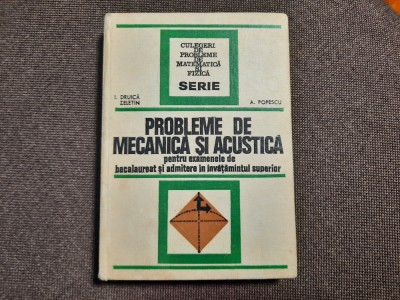 CULEGERI
DE
PROBLEME
DE
MATEMATICĂ
ȘI
FIZICĂ
SERIE
I. DRUICĂ
ZELETIN
A. POPESCU
PROBLEME DE
MECANICĂ ȘI ACUSTICĂ
pentru examenele de
bacalaureat și admitere în învățămîntul superior